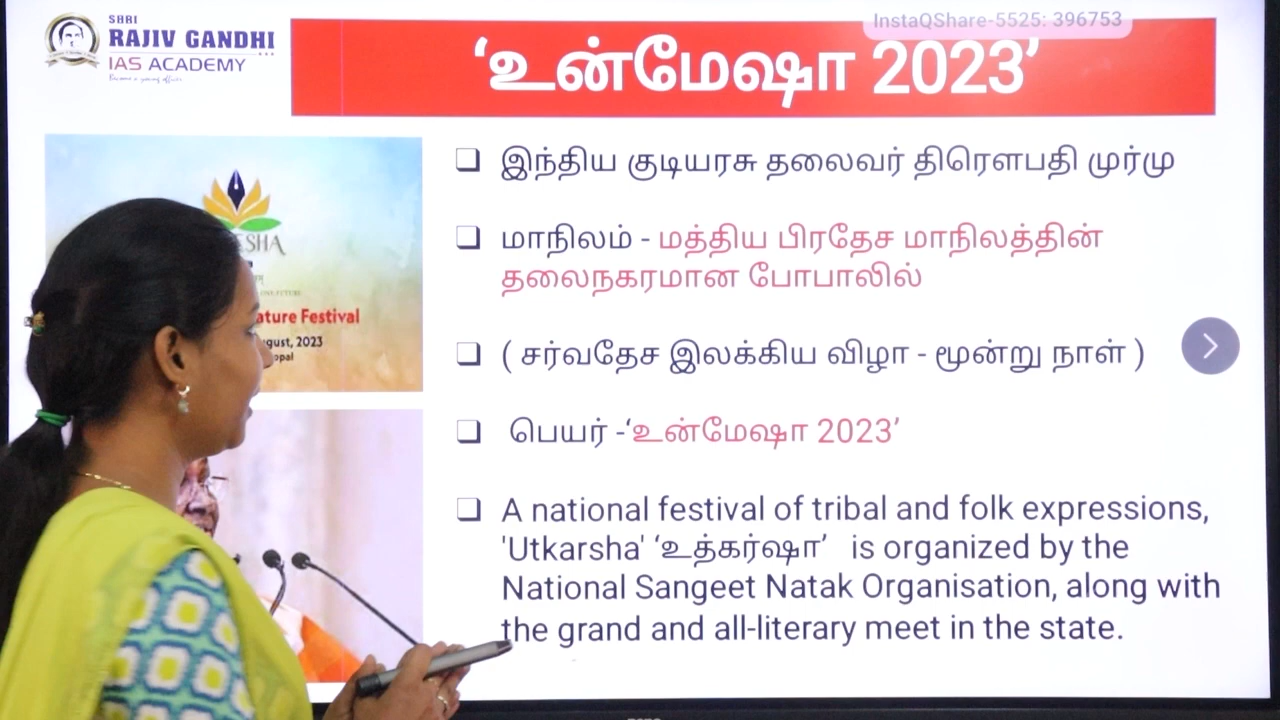 SHRI
RAJIV GANDHI
IAS ACADEMY
InstaQShare-5525: 396753
‘உன்மேஷா 2023’
இந்திய குடியரசு தலைவர் திரௌபதி முர்மு
மாநிலம் - மத்திய பிரதேச மாநிலத்தின்
தலைநகரமான போபாலில்
( சர்வதேச இலக்கிய விழா - மூன்று நாள் )
பெயர் -‘உன்மேஷா 2023’
A national festival of tribal and folk expressions,
'Utkarsha' ‘உத்கர்ஷா’ is organized by the
National Sangeet Natak Organisation, along with
the grand and all-literary meet in the state.
Festival
2023